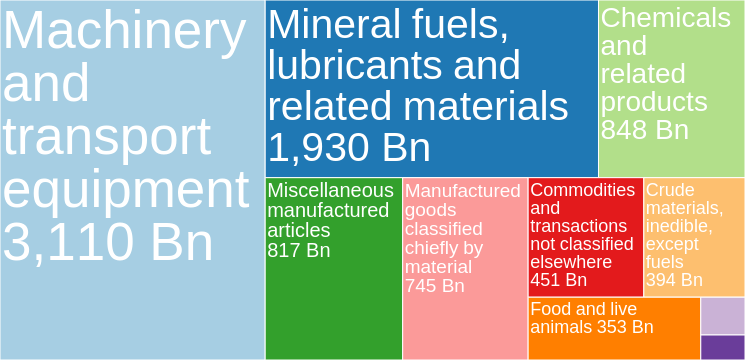 Machinery
and
transport
equipment
3,110 Bn
Mineral fuels,
lubricants and
related materials
1,930 Bn
Chemicals
and
related
products
848 Bn
Miscellaneous
manufactured
articles
817 Bn
Manufactured
goods
classified
chiefly by
material
745 Bn
Commodities
and
transactions
not classified
elsewhere
451 Bn
Crude
materials,
inedible,
except
fuels
394 Bn
Food and live
animals 353 Bn